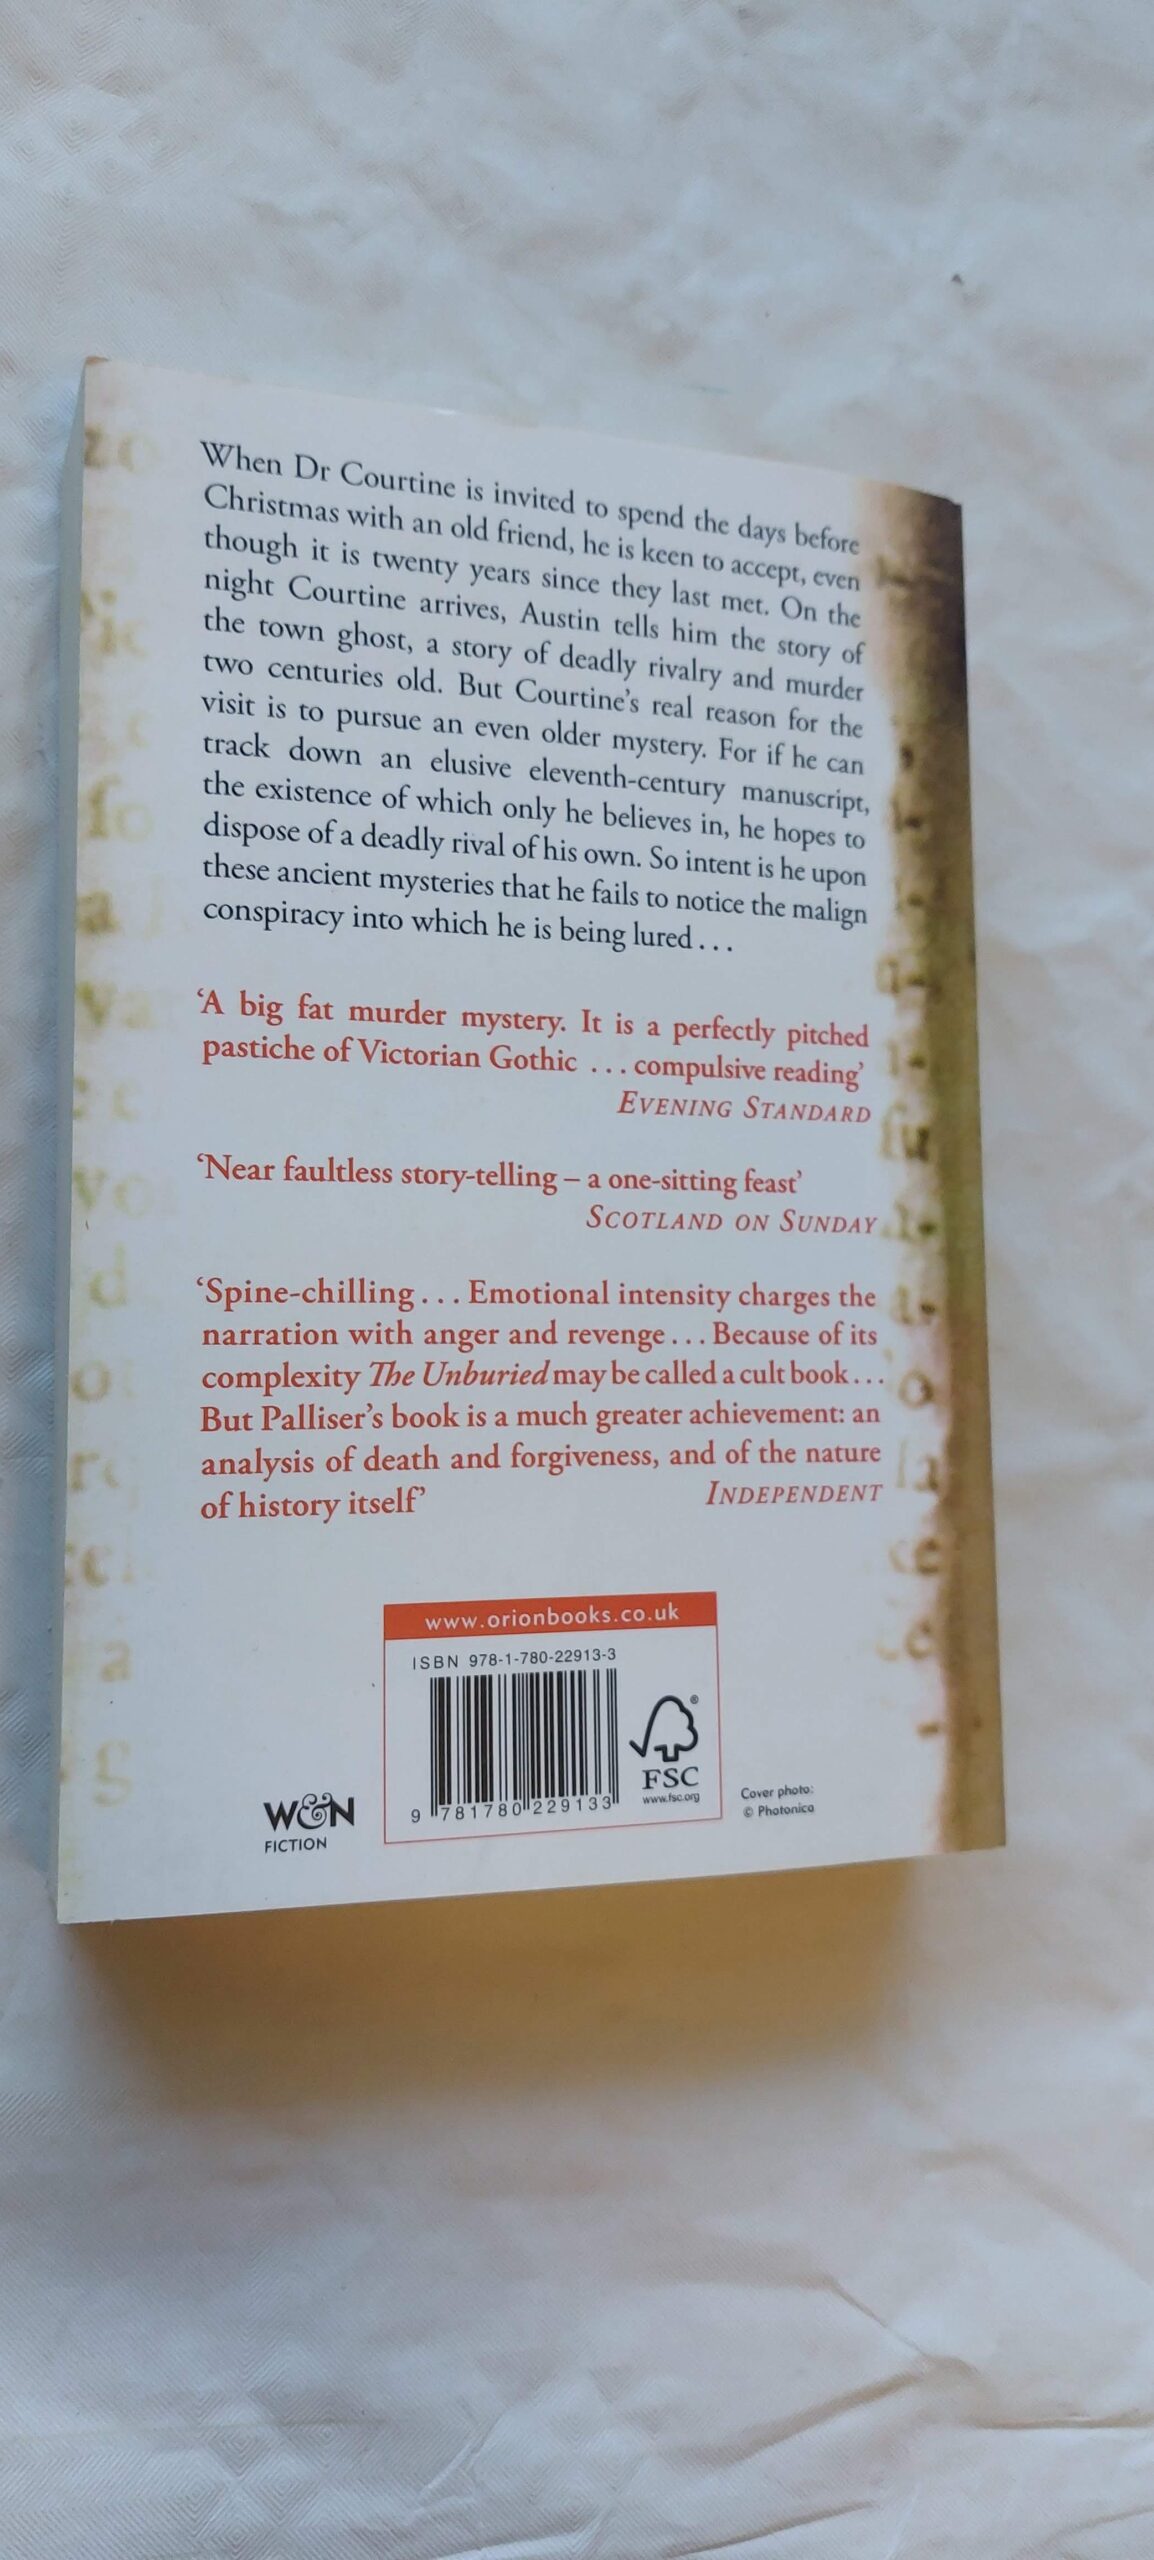 When Dr Courtine is invited to spend the days before
Christmas with an old friend, he is keen to accept, even
though it is twenty years since they last met. On the
night Courtine arrives, Austin tells him the story of
the town ghost, a story of deadly rivalry and murder
two centuries old. But Courtine's real reason for the
visit is to pursue an even older mystery. For if he can
track down an elusive eleventh-century manuscript,
the existence of which only he believes in, he hopes to
dispose of a deadly rival of his own. So intent is he upon
these ancient mysteries that he fails to notice the malign
conspiracy into which he is being lured...
‘A big fat murder mystery. It is a perfectly pitched
pastiche of Victorian Gothic ... compulsive reading’
EVENING STANDARD
‘Near faultless story-telling – a one-sitting feast’
SCOTLAND ON SUNDAY
‘Spine-chilling... Emotional intensity charges the
narration with anger and revenge... Because of its
complexity The Unburied may be called a cult book...
But Palliser's book is a much greater achievement: an
analysis of death and forgiveness, and of the nature
of history itself’ INDEPENDENT
www.orionbooks.co.uk
ISBN 978-1-780-22913-3
9 781780 229133
FSC
www.fsc.org
W&N
FICTION
Cover photo:
© Photonica